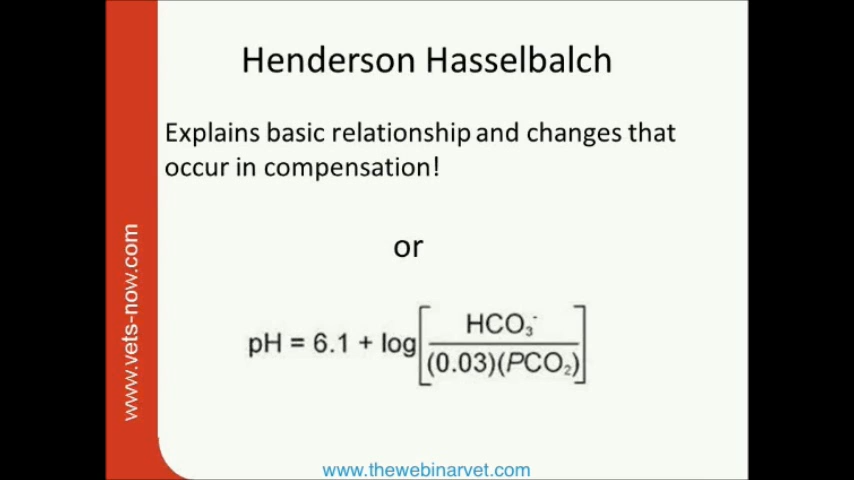 Henderson Hasselbalch
Explains basic relationship and changes that
occur in compensation!
or
pH = 6.1 + log[HCO₃⁻ / (0.03)(PCO₂)]
www.vets-now.com
www.thewebinarvet.com